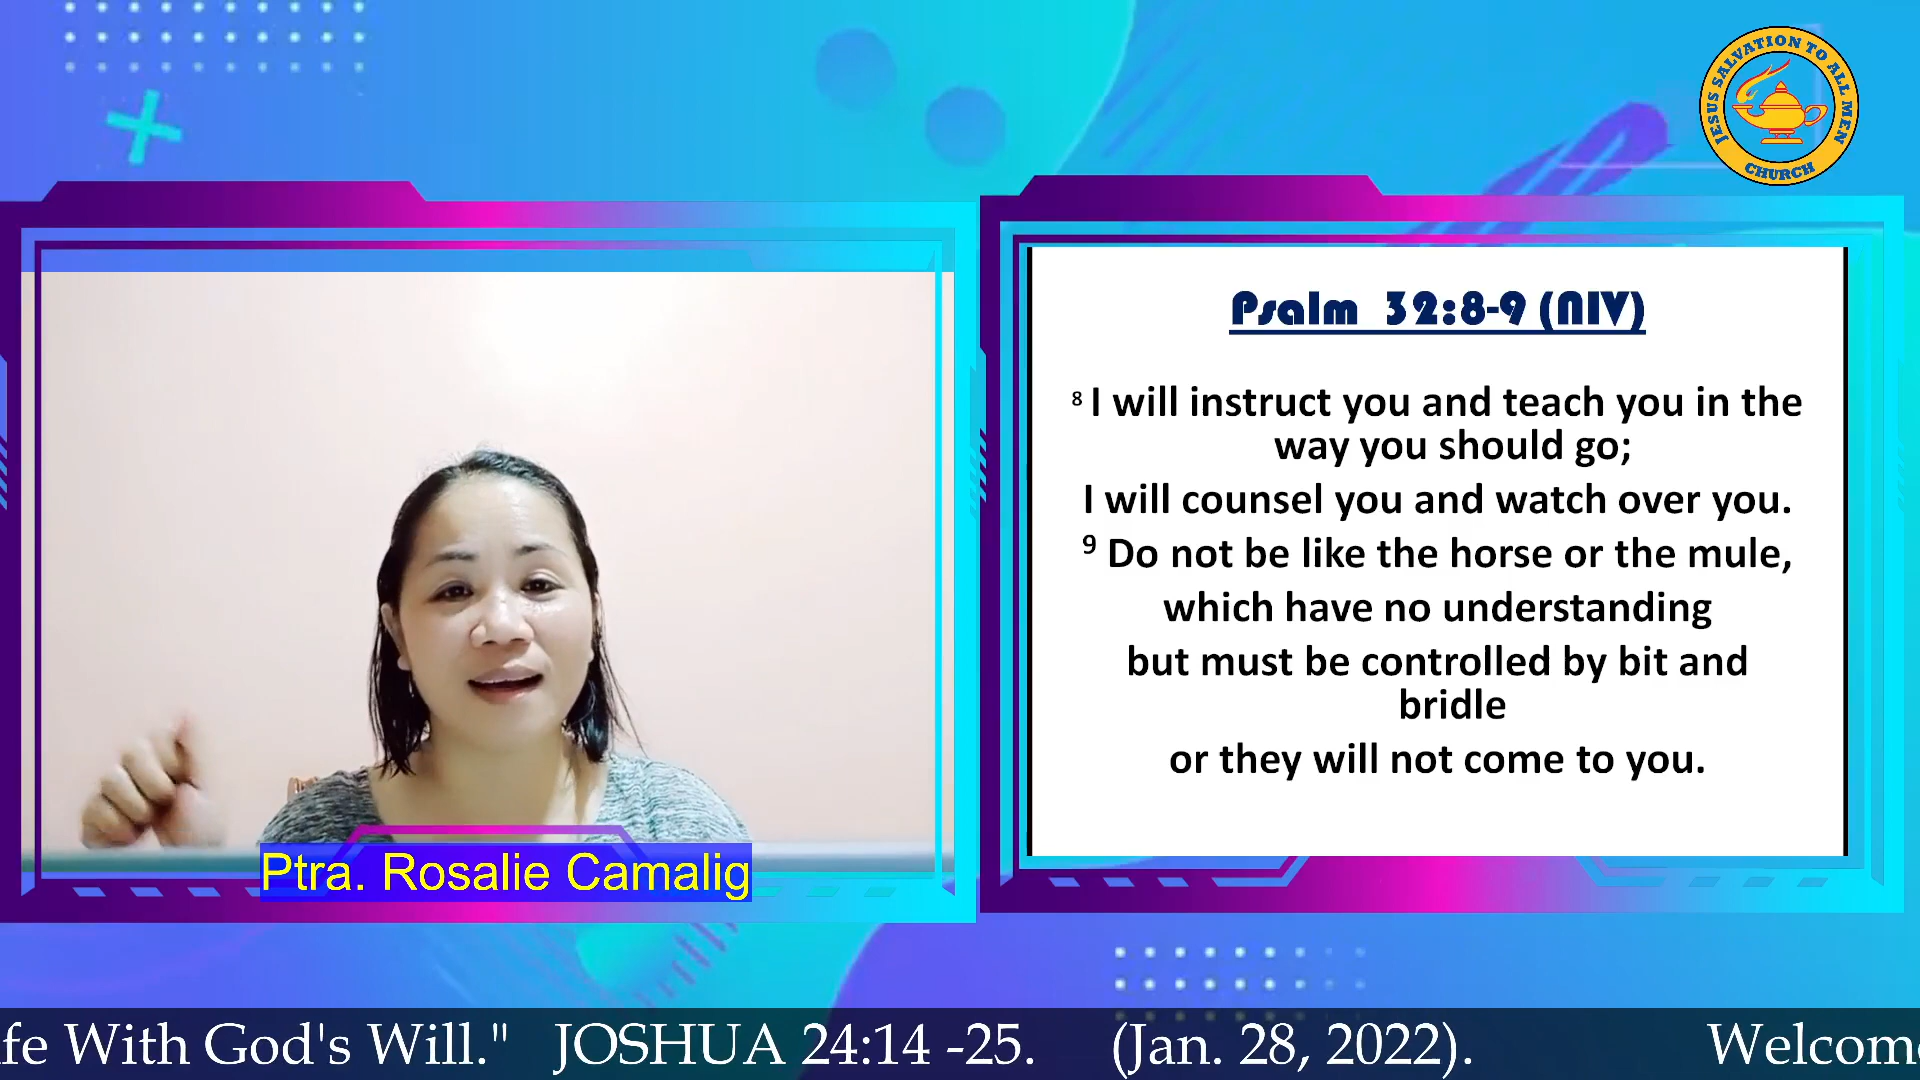 JESUS SALVATION TO ALL MEN
CHURCH
Psalm 32:8-9 (NIV)
8 I will instruct you and teach you in the
way you should go;
I will counsel you and watch over you.
9 Do not be like the horse or the mule,
which have no understanding
but must be controlled by bit and
bridle
or they will not come to you.
Ptra. Rosalie Camalig
fe With God's Will." JOSHUA 24:14 -25. (Jan. 28, 2022). Welcome